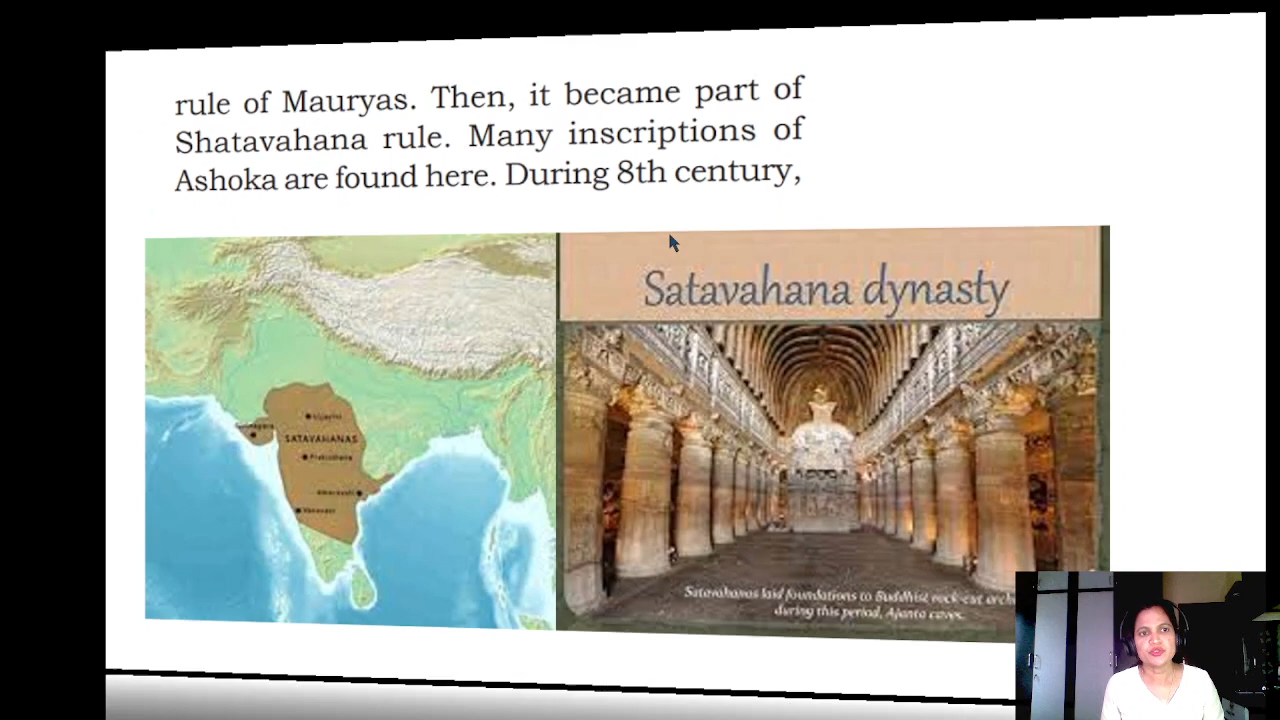 rule of Mauryas. Then, it became part of
Shatavahana rule. Many inscriptions of
Ashoka are found here. During 8th century,
Satavahana dynasty
SATAVAHANAS
Satavahanas laid foundations to Buddhist rock-cut
during this period, Ajanta caves.